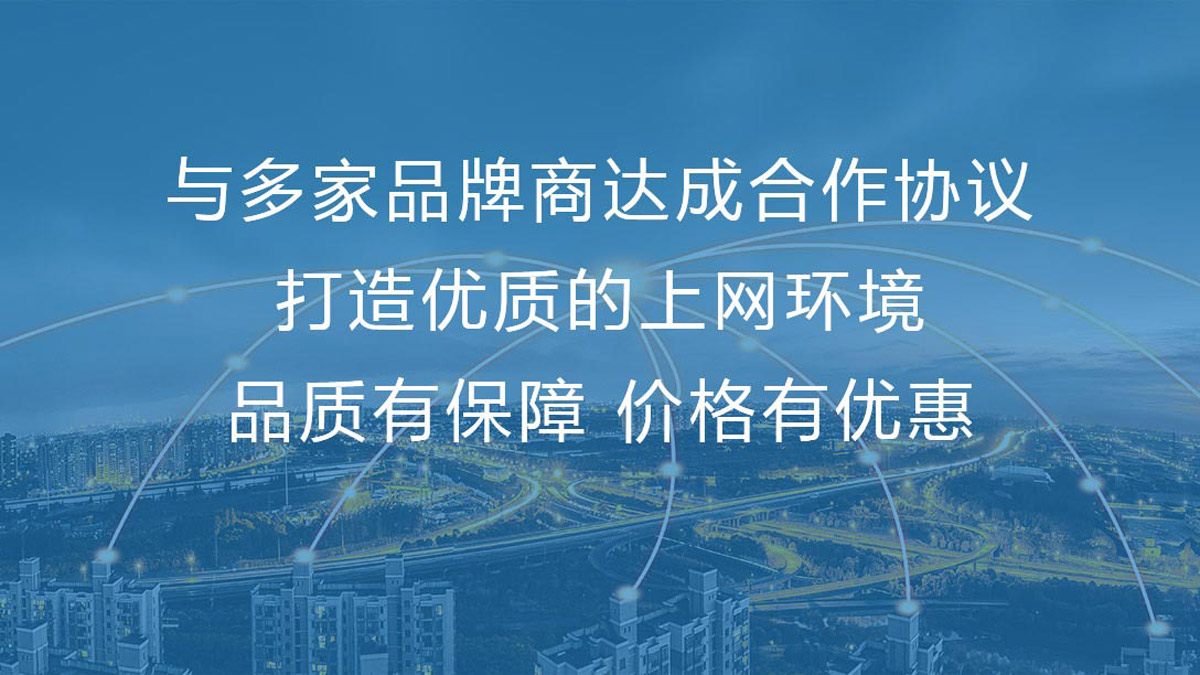 与多家品牌商达成合作协议
打造优质的上网环境
品质有保障 价格有优惠